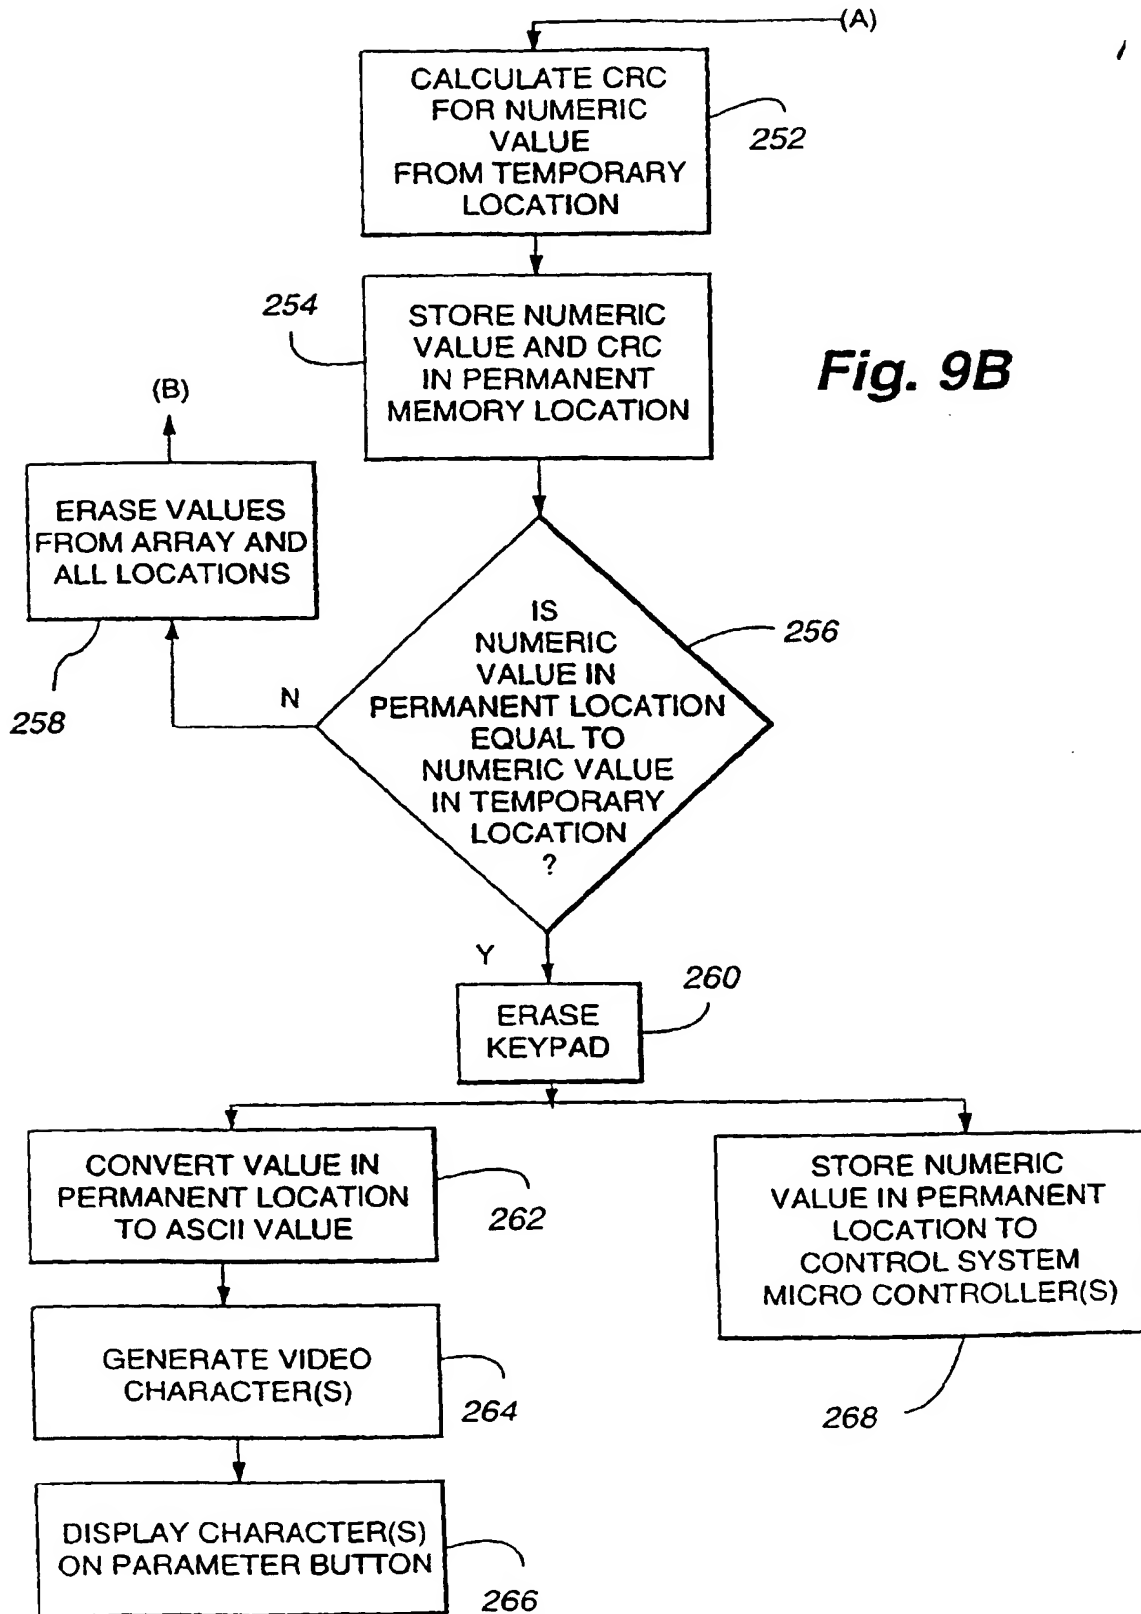 (A)
CALCULATE CRC
FOR NUMERIC
VALUE
FROM TEMPORARY
LOCATION
252
254
STORE NUMERIC
VALUE AND CRC
IN PERMANENT
MEMORY LOCATION
Fig. 9B
(B)
ERASE VALUES
FROM ARRAY AND
ALL LOCATIONS
258
N
IS
NUMERIC
VALUE IN
PERMANENT LOCATION
EQUAL TO
NUMERIC VALUE
IN TEMPORARY
LOCATION
?
256
Y
260
ERASE
KEYPAD
CONVERT VALUE IN
PERMANENT LOCATION
TO ASCII VALUE
262
STORE NUMERIC
VALUE IN PERMANENT
LOCATION TO
CONTROL SYSTEM
MICRO CONTROLLER(S)
268
GENERATE VIDEO
CHARACTER(S)
264
DISPLAY CHARACTER(S)
ON PARAMETER BUTTON
266